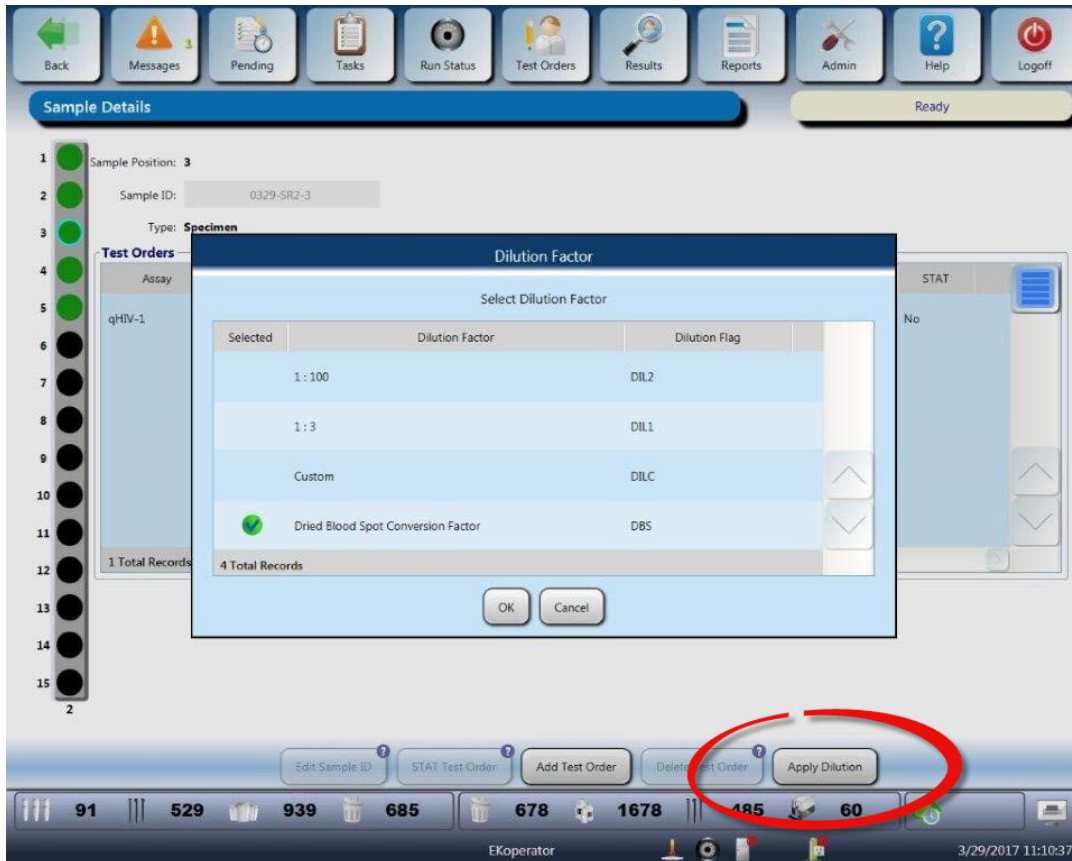 Back Messages 3 Pending Tasks Run Status Test Orders Results Reports Admin ? Help Logoff
Sample Details Ready
1 Sample Position: 3
2 Sample ID: 0329-SR2-3
3 Type: Specimen
Test Orders
4 Assay STAT
5 qHIV-1 No
6
7
8
9
10
11
12 1 Total Records
13
14
15
2
Dilution Factor
Select Dilution Factor
Selected Dilution Factor Dilution Flag
1 : 100 DIL2
1 : 3 DIL1
Custom DILC
Dried Blood Spot Conversion Factor DBS
4 Total Records
OK Cancel
Edit Sample ID ? STAT Test Order ? Add Test Order Delete Test Order ? Apply Dilution
91 529 939 685 678 1678 485 60
EKoperator 3/29/2017 11:10:37